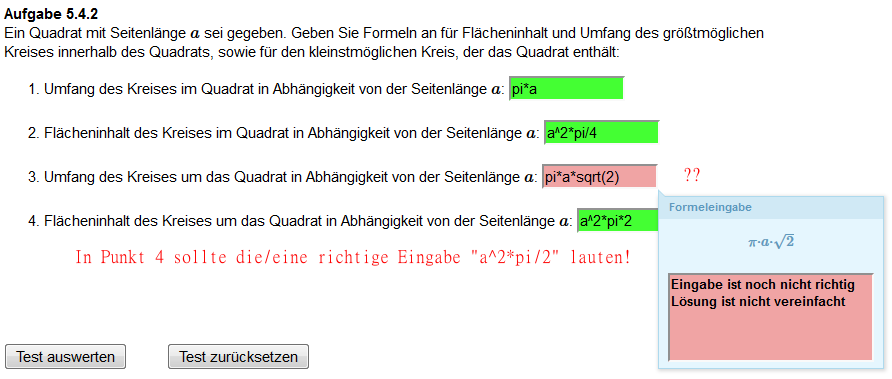 Aufgabe 5.4.2
Ein Quadrat mit Seitenlänge a sei gegeben. Geben Sie Formeln an für Flächeninhalt und Umfang des größtmöglichen
Kreises innerhalb des Quadrats, sowie für den kleinstmöglichen Kreis, der das Quadrat enthält:
1. Umfang des Kreises im Quadrat in Abhängigkeit von der Seitenlänge a: pi*a
2. Flächeninhalt des Kreises im Quadrat in Abhängigkeit von der Seitenlänge a: a^2*pi/4
3. Umfang des Kreises um das Quadrat in Abhängigkeit von der Seitenlänge a: pi*a*sqrt(2) ??
Formeleingabe
4. Flächeninhalt des Kreises um das Quadrat in Abhängigkeit von der Seitenlänge a: a^2*pi*2
π·a·√2
In Punkt 4 sollte die/eine richtige Eingabe "a^2*pi/2" lauten!
Eingabe ist noch nicht richtig
Lösung ist nicht vereinfacht
Test auswerten Test zurücksetzen